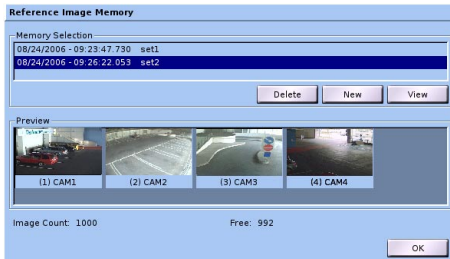 Reference Image Memory
Memory Selection
08/24/2006 - 09:23:47.730 set1
08/24/2006 - 09:26:22.053 set2
Delete New View
Preview
(1) CAM1 (2) CAM2 (3) CAM3 (4) CAM4
Image Count: 1000 Free: 992
OK